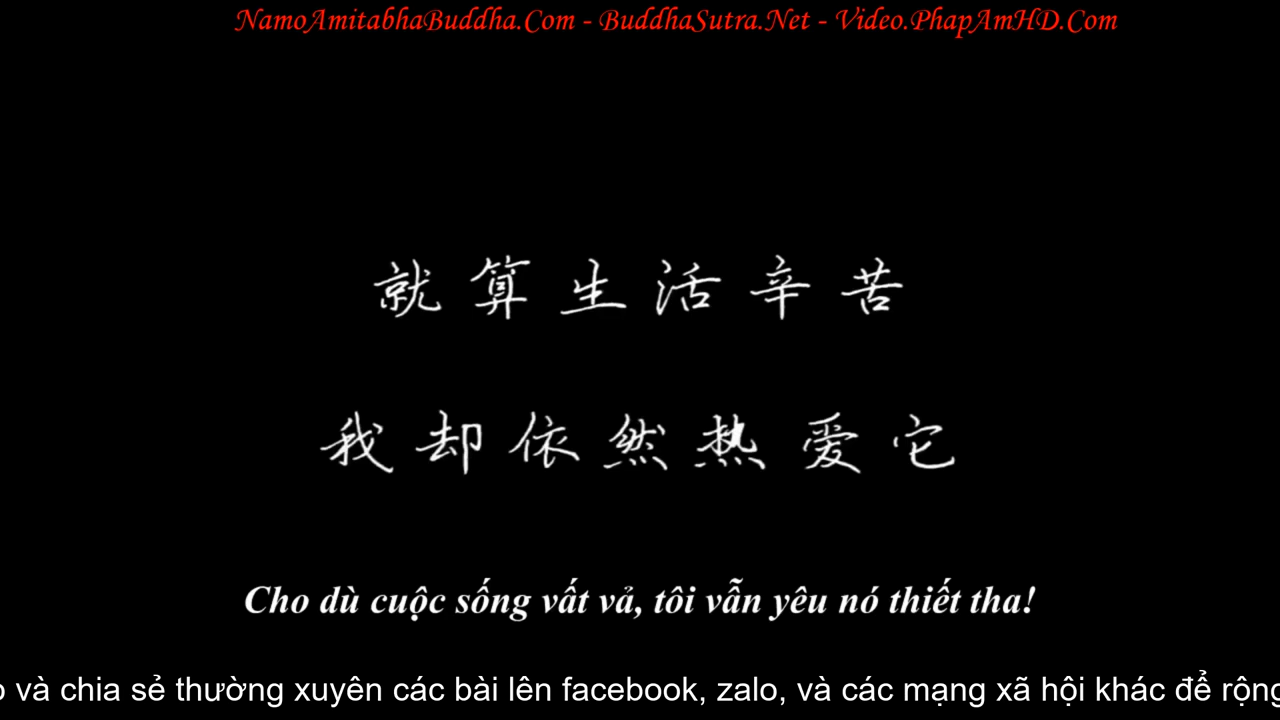 NamoAmitabhaBuddha.Com - BuddhaSutra.Net - Video.PhapAmHD.Com
就算生活辛苦
我却依然热爱它
Cho dù cuộc sống vất vả, tôi vẫn yêu nó thiết tha!
và chia sẻ thường xuyên các bài lên facebook, zalo, và các mạng xã hội khác để rộng